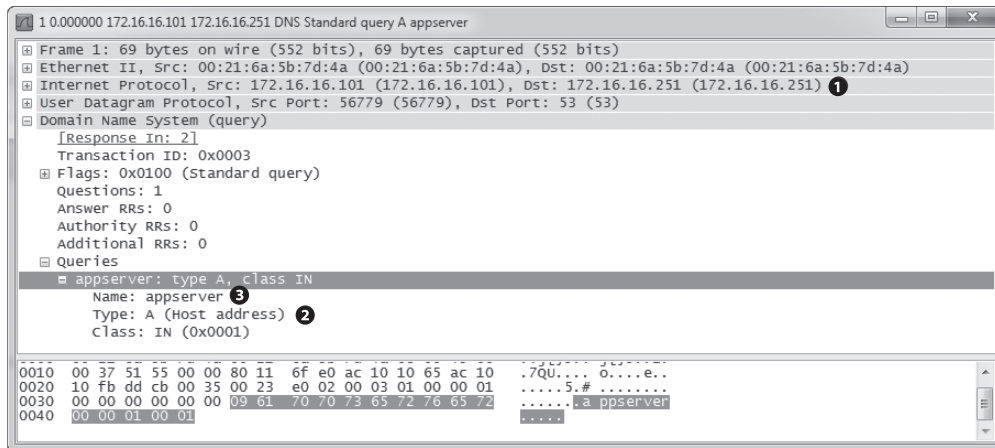 1 0.000000 172.16.16.101 172.16.16.251 DNS Standard query A appserver
Frame 1: 69 bytes on wire (552 bits), 69 bytes captured (552 bits)
Ethernet II, Src: 00:21:6a:5b:7d:4a (00:21:6a:5b:7d:4a), Dst: 00:21:6a:5b:7d:4a (00:21:6a:5b:7d:4a)
Internet Protocol, Src: 172.16.16.101 (172.16.16.101), Dst: 172.16.16.251 (172.16.16.251) ❶
User Datagram Protocol, Src Port: 56779 (56779), Dst Port: 53 (53)
Domain Name System (query)
[Response In: 2]
Transaction ID: 0x0003
Flags: 0x0100 (Standard query)
Questions: 1
Answer RRs: 0
Authority RRs: 0
Additional RRs: 0
Queries
appserver: type A, class IN
Name: appserver ❸
Type: A (Host address) ❷
Class: IN (0x0001)
0010 00 37 51 55 00 00 80 11 6f e0 ac 10 10 65 ac 10 .7QU.... o....e..
0020 10 fb dd cb 00 35 00 23 e0 02 00 03 01 00 00 01 .....5.# ........
0030 00 00 00 00 00 00 09 61 70 70 73 65 72 76 65 72 .......a ppserver
0040 00 00 01 00 01 .....